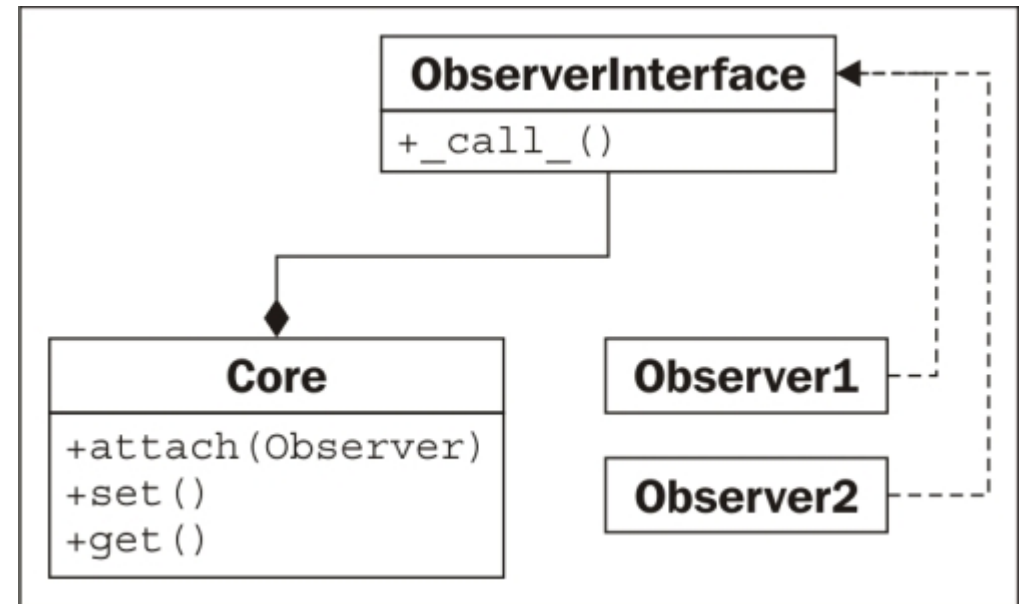 ObserverInterface
+_call_()
Core
+attach(Observer)
+set()
+get()
Observer1
Observer2